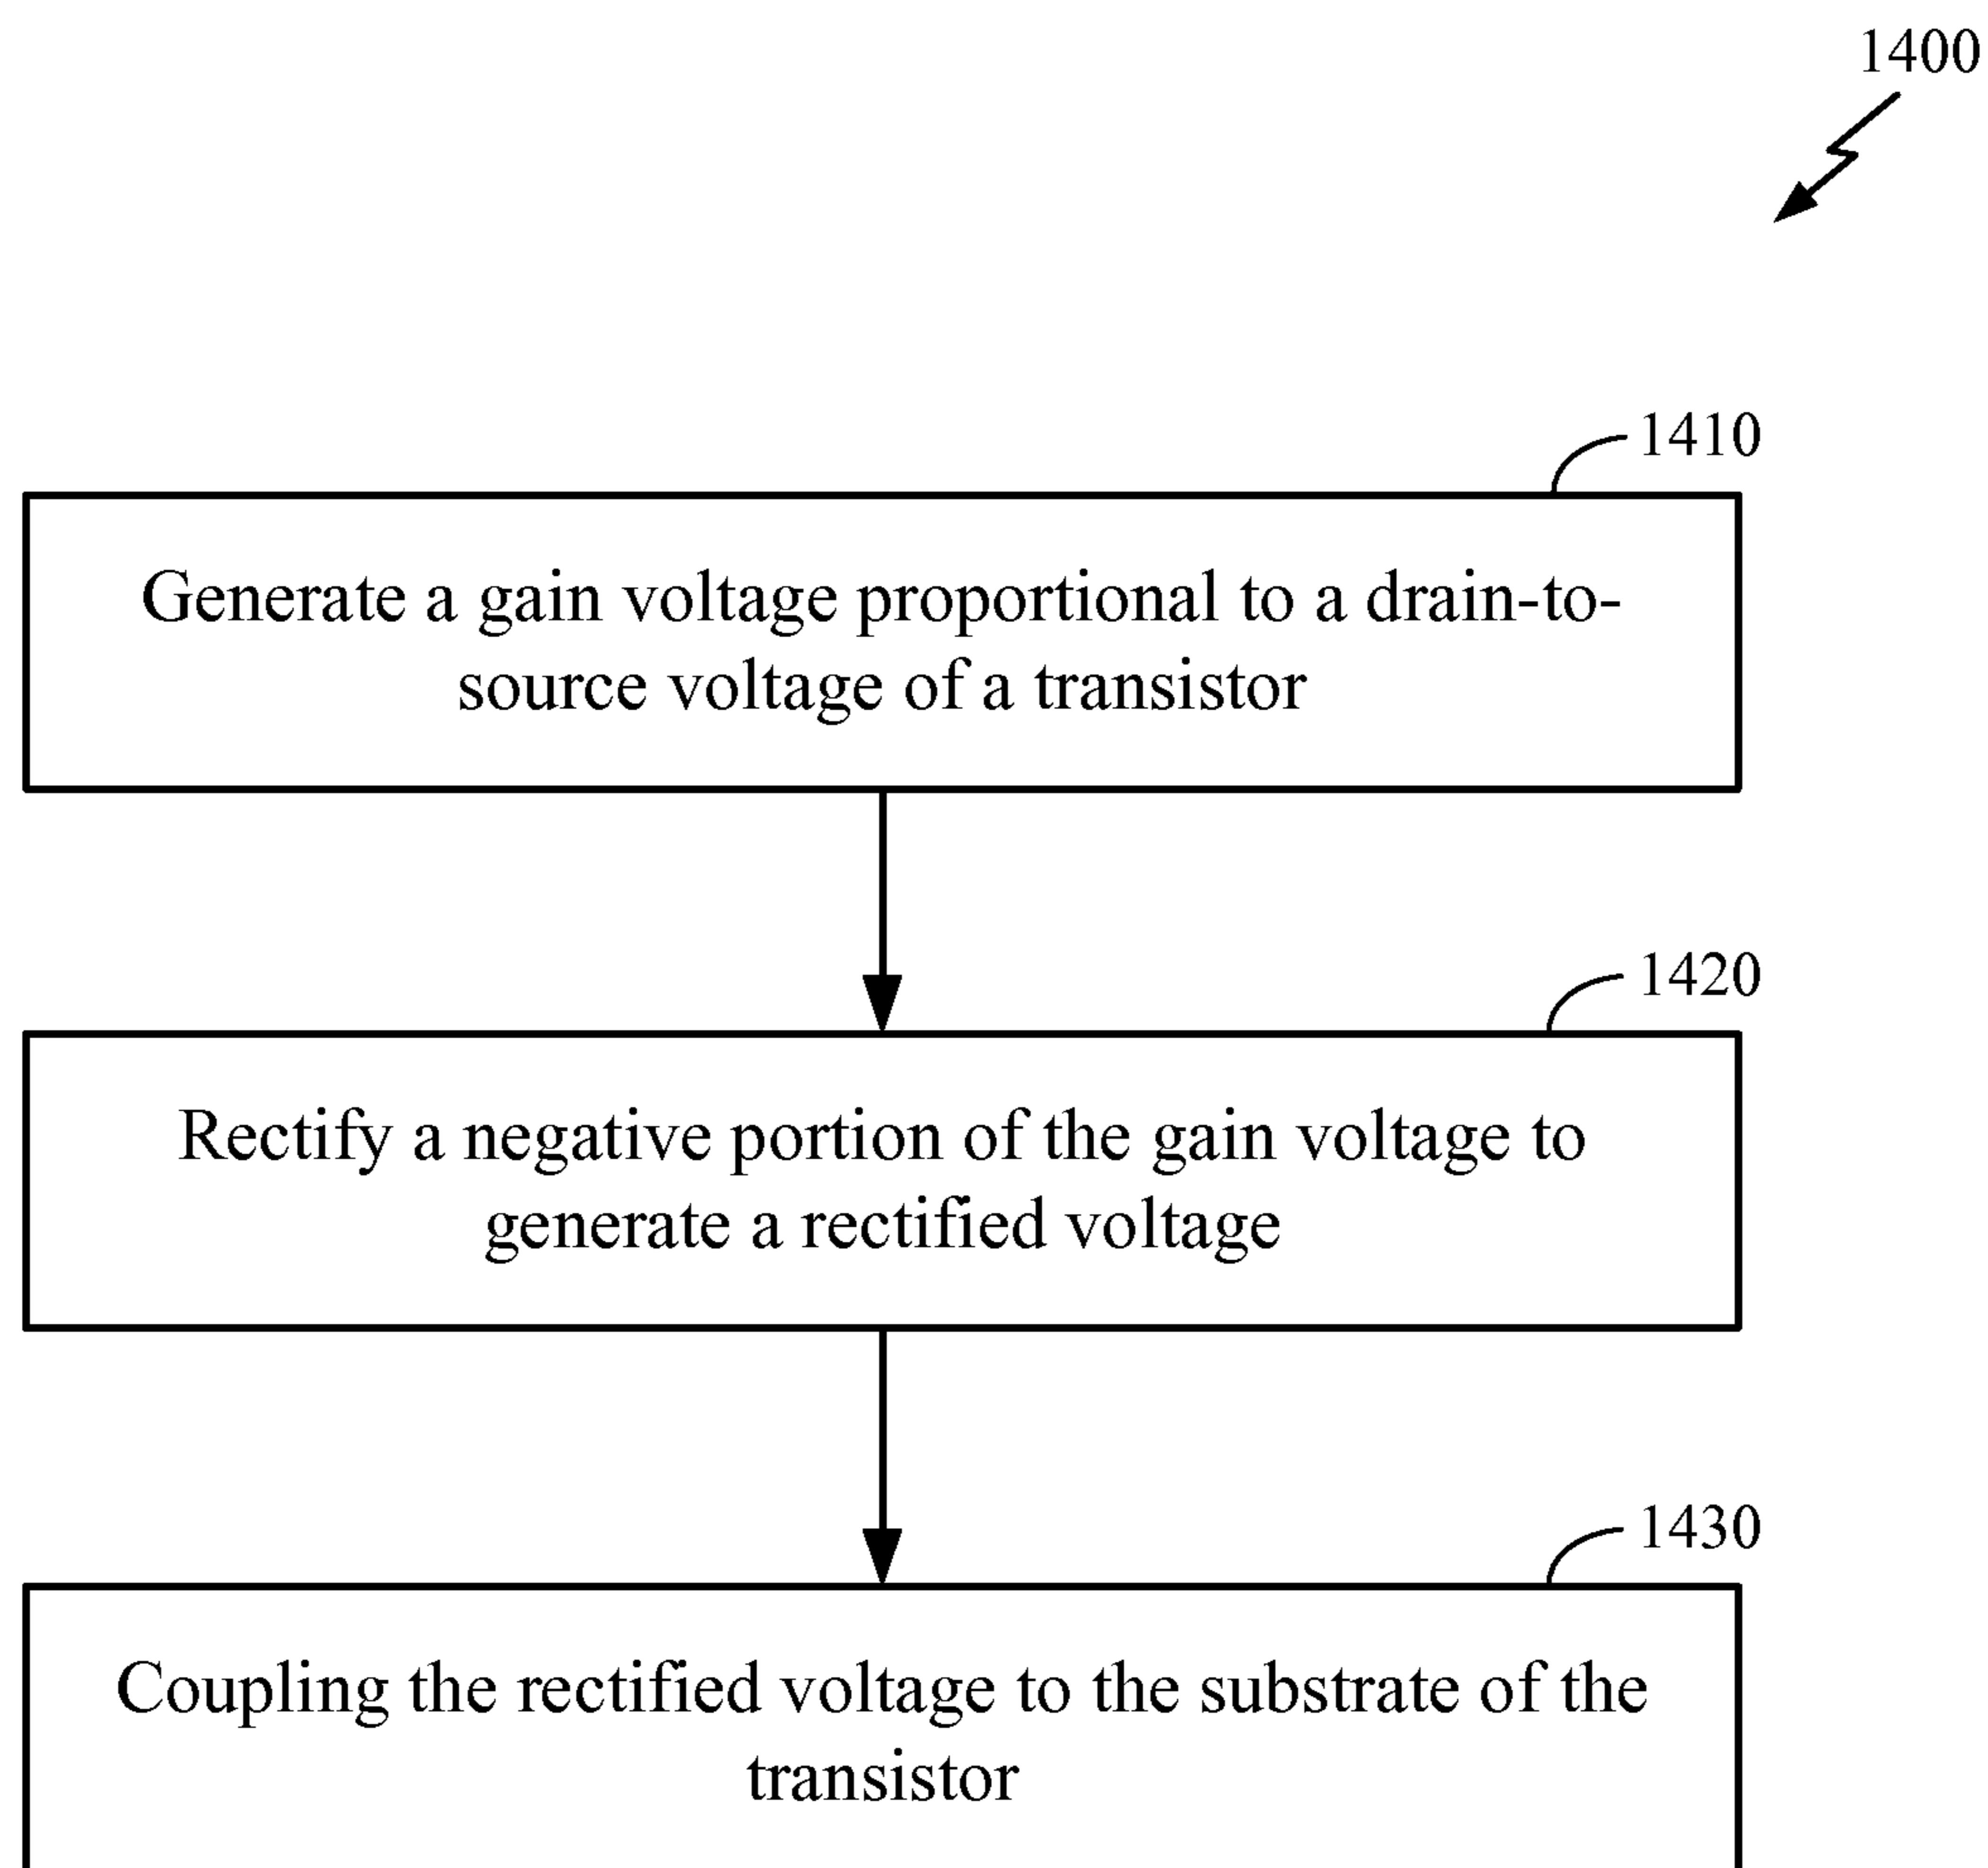 1400
1410
Generate a gain voltage proportional to a drain-to-
source voltage of a transistor
1420
Rectify a negative portion of the gain voltage to
generate a rectified voltage
1430
Coupling the rectified voltage to the substrate of the
transistor